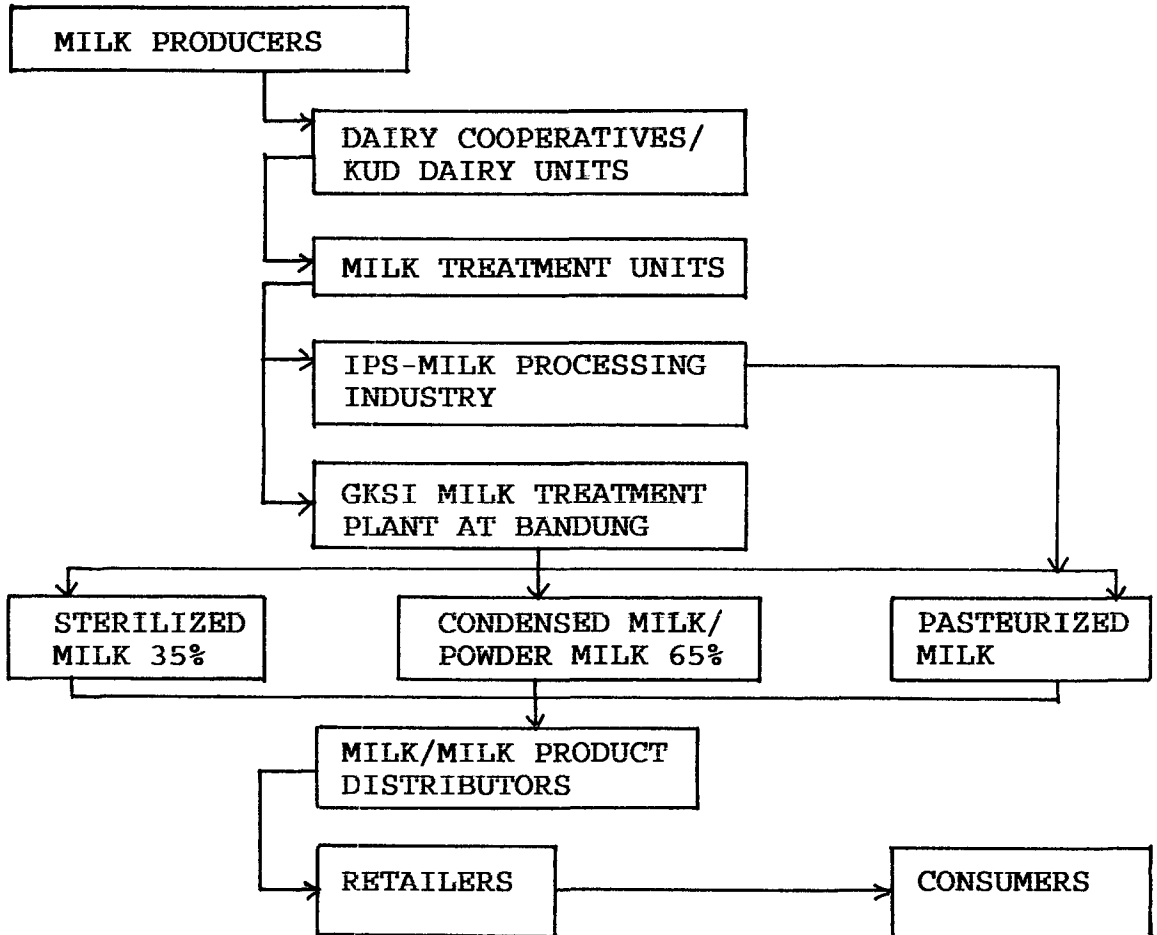 MILK PRODUCERS
DAIRY COOPERATIVES/
KUD DAIRY UNITS
MILK TREATMENT UNITS
IPS-MILK PROCESSING
INDUSTRY
GKSI MILK TREATMENT
PLANT AT BANDUNG
STERILIZED
MILK 35%
CONDENSED MILK/
POWDER MILK 65%
PASTEURIZED
MILK
MILK/MILK PRODUCT
DISTRIBUTORS
RETAILERS
CONSUMERS